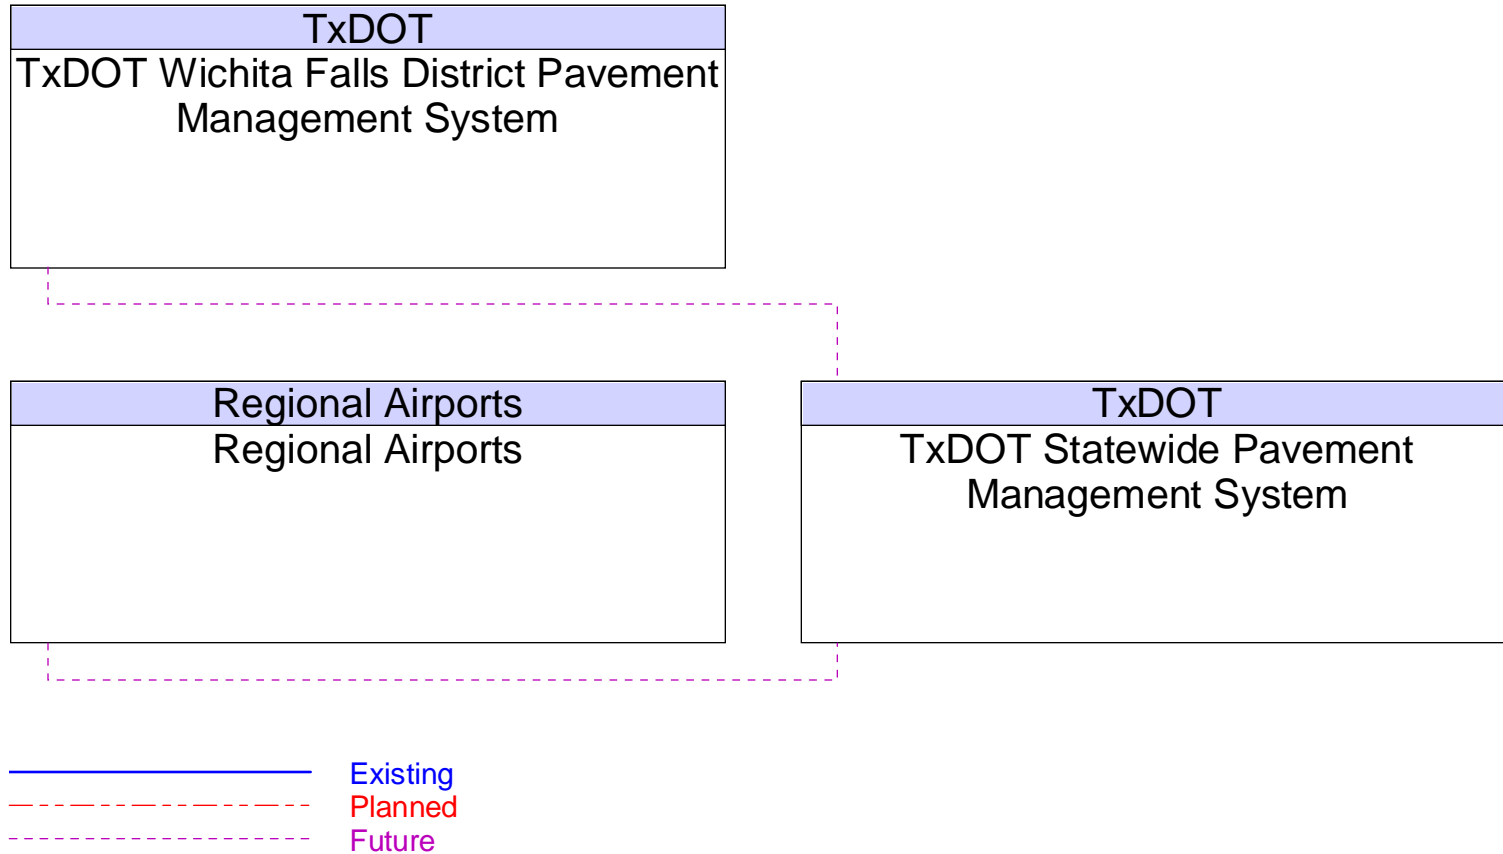 TxDOT
TxDOT Wichita Falls District Pavement
Management System
Regional Airports
Regional Airports
TxDOT
TxDOT Statewide Pavement
Management System
Existing
Planned
Future